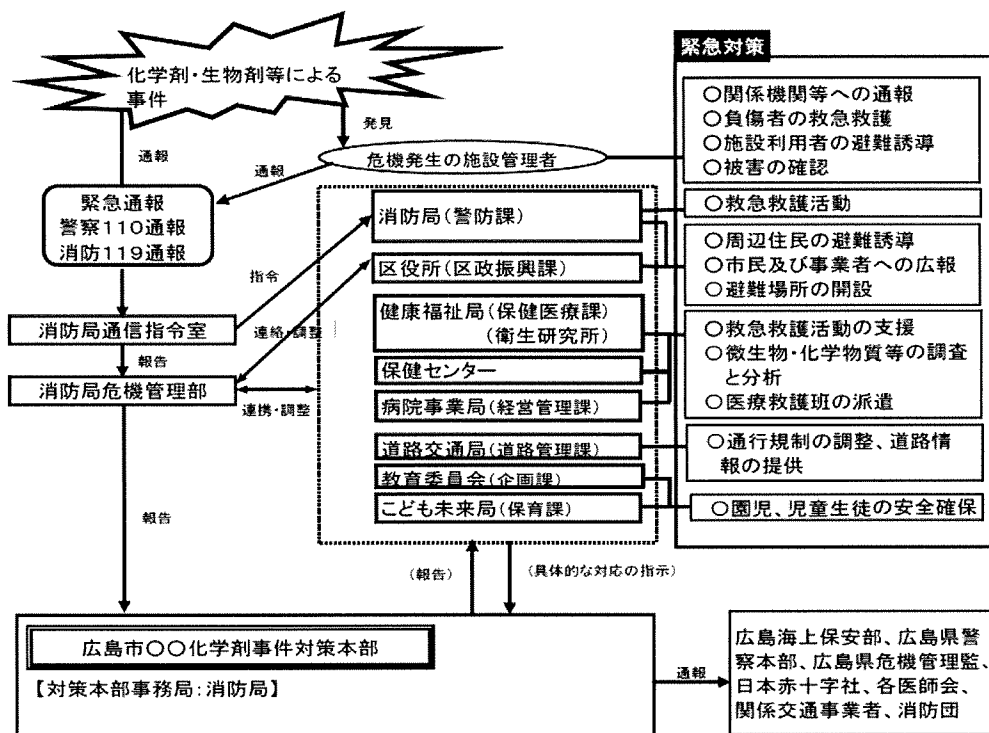 緊急対策
化学剤・生物剤等による
事件
発見
通報
危機発生の施設管理者
通報
緊急通報
警察110通報
消防119通報
指令
消防局通信指令室
連絡・調整
報告
消防局危機管理部
連携・調整
報告
消防局(警防課)
区役所(区政振興課)
健康福祉局(保健医療課)
(衛生研究所)
保健センター
病院事業局(経営管理課)
道路交通局(道路管理課)
教育委員会(企画課)
こども未来局(保育課)
○関係機関等への通報
○負傷者の救急救護
○施設利用者の避難誘導
○被害の確認
○救急救護活動
○周辺住民の避難誘導
○市民及び事業者への広報
○避難場所の開設
○救急救護活動の支援
○微生物・化学物質等の調査
と分析
○医療救護班の派遣
○通行規制の調整、道路情
報の提供
○園児、児童生徒の安全確保
(報告)
(具体的な対応の指示)
広島市○○化学剤事件対策本部
【対策本部事務局:消防局】
通報
広島海上保安部、広島県警
察本部、広島県危機管理監、
日本赤十字社、各医師会、
関係交通事業者、消防団